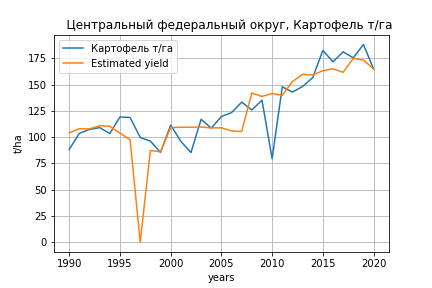 Центральный федеральный округ, Картофель т/га
Картофель т/га
Estimated yield
t/ha
175
150
125
100
75
50
25
0
1990 1995 2000 2005 2010 2015 2020
years